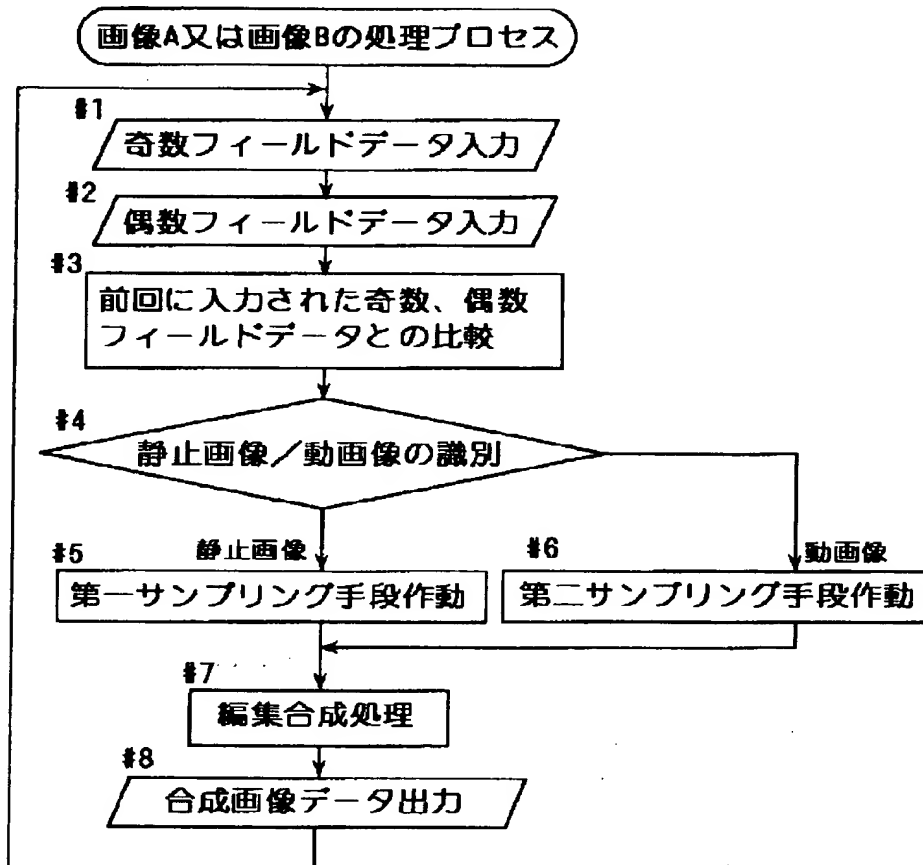 画像A又は画像Bの処理プロセス
#1
奇数フィールドデータ入力
#2
偶数フィールドデータ入力
#3
前回に入力された奇数、偶数
フィールドデータとの比較
#4
静止画像／動画像の識別
静止画像
#5
第一サンプリング手段作動
#6
動画像
第二サンプリング手段作動
#7
編集合成処理
#8
合成画像データ出力